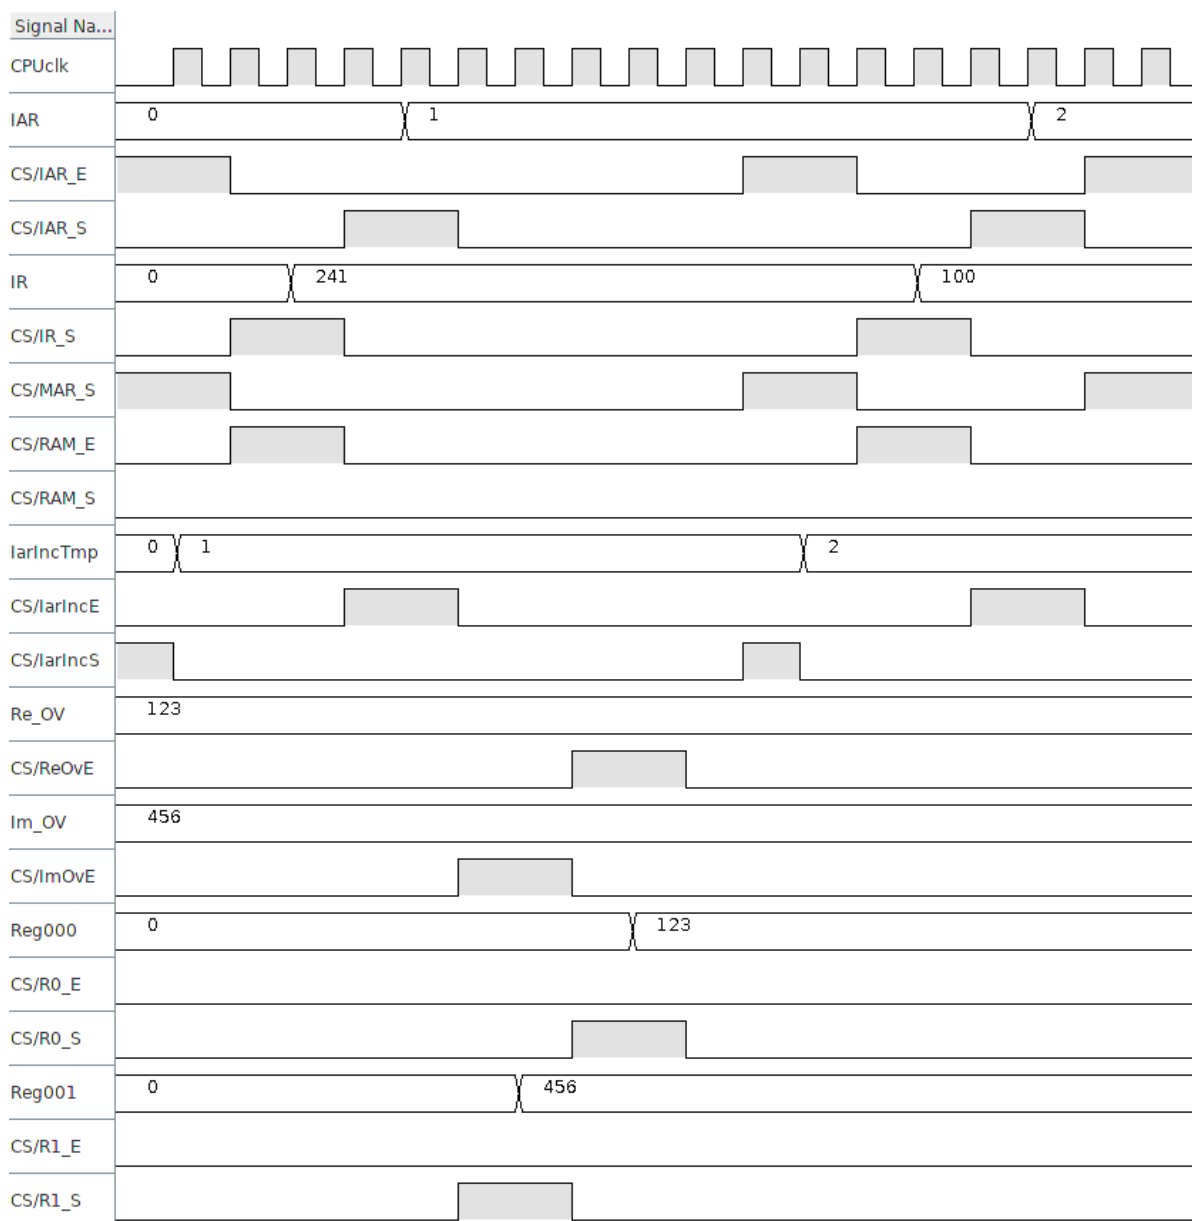 Signal Na...
CPUclk
IAR 0 1 2
CS/IAR_E
CS/IAR_S
IR 0 241 100
CS/IR_S
CS/MAR_S
CS/RAM_E
CS/RAM_S
IarIncTmp 0 1 2
CS/IarIncE
CS/IarIncS
Re_OV 123
CS/ReOvE
Im_OV 456
CS/ImOvE
Reg000 0 123
CS/R0_E
CS/R0_S
Reg001 0 456
CS/R1_E
CS/R1_S